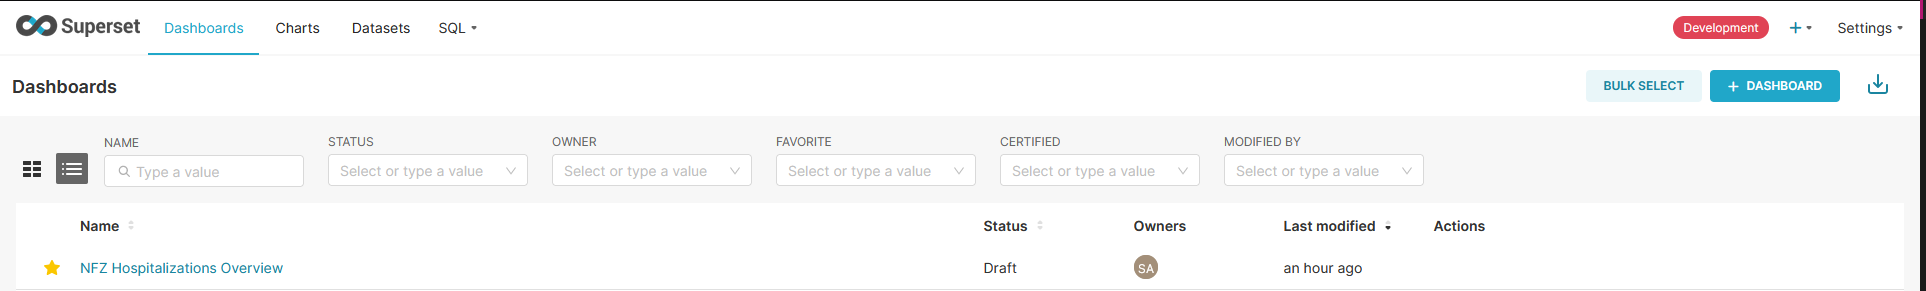 Superset Dashboards Charts Datasets SQL Development + Settings
Dashboards BULK SELECT + DASHBOARD
NAME STATUS OWNER FAVORITE CERTIFIED MODIFIED BY
Type a value Select or type a value Select or type a value Select or type a value Select or type a value Select or type a value
Name Status Owners Last modified Actions
NFZ Hospitalizations Overview Draft SA an hour ago